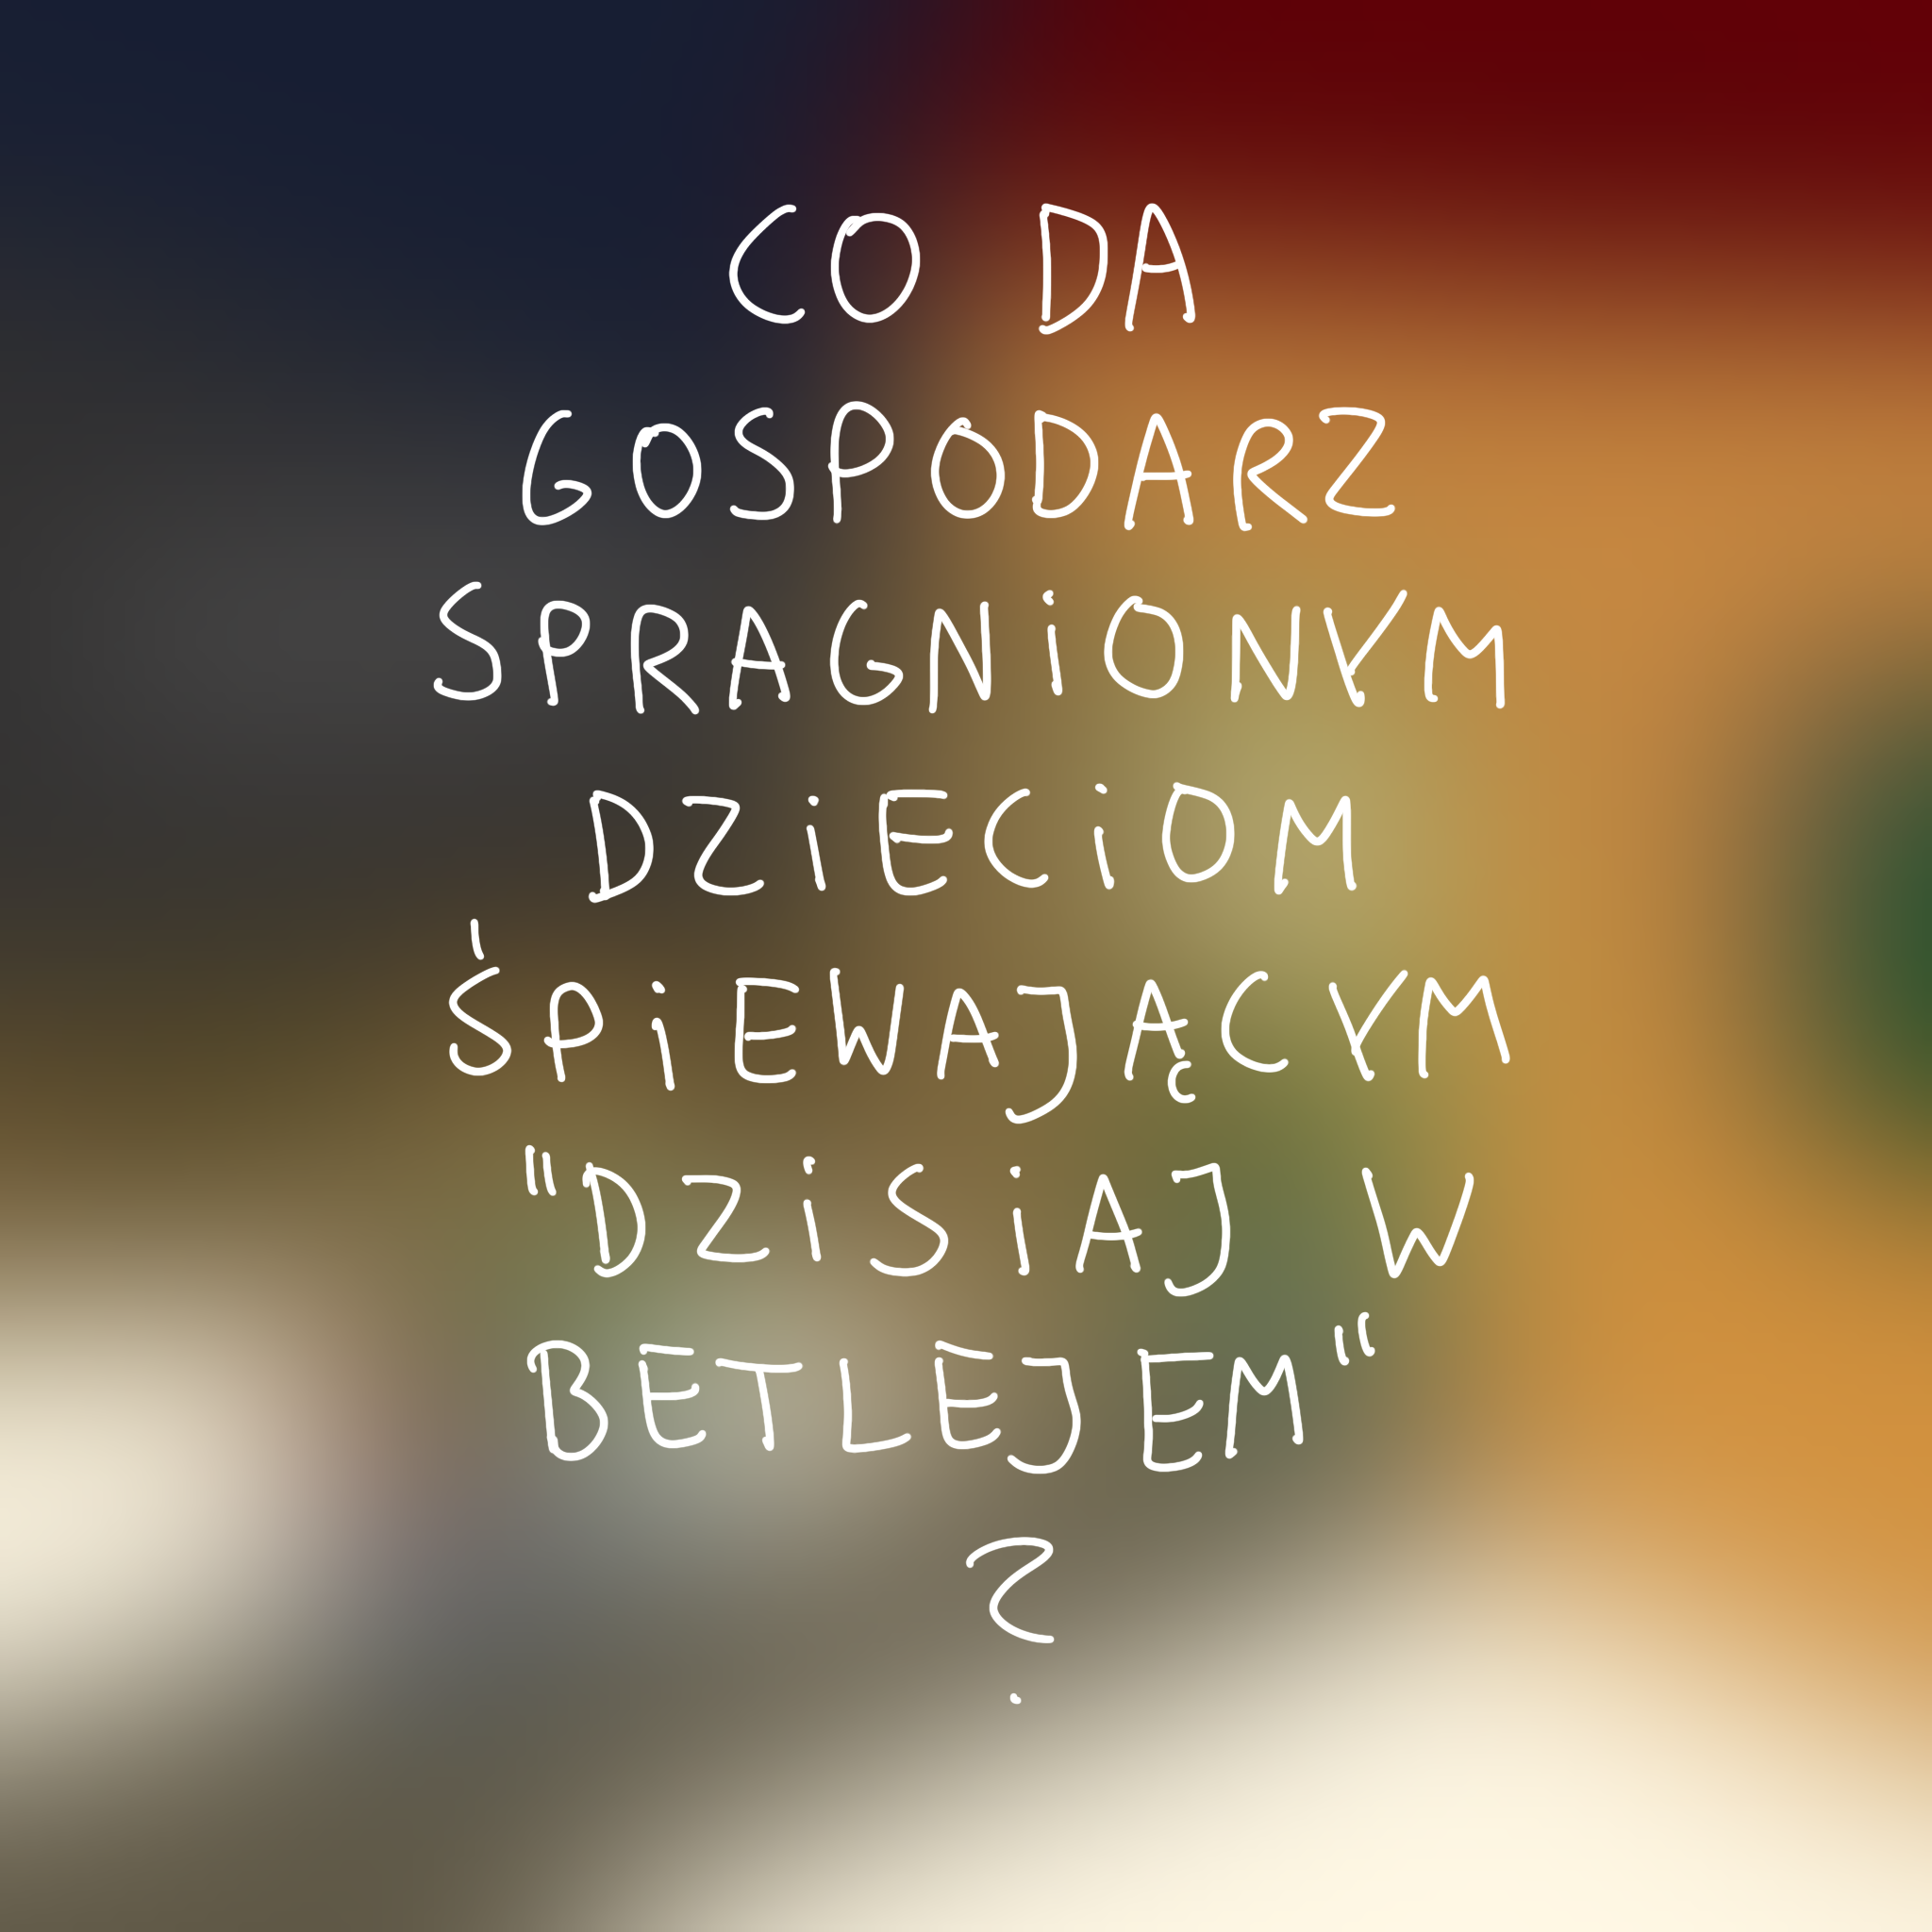 CO DA
GOSPODARZ
SPRAGNiONYM
DZiECiOM
ŚPiEWAJĄCYM
"DZiSiAJ W
BETLEJEM"
?